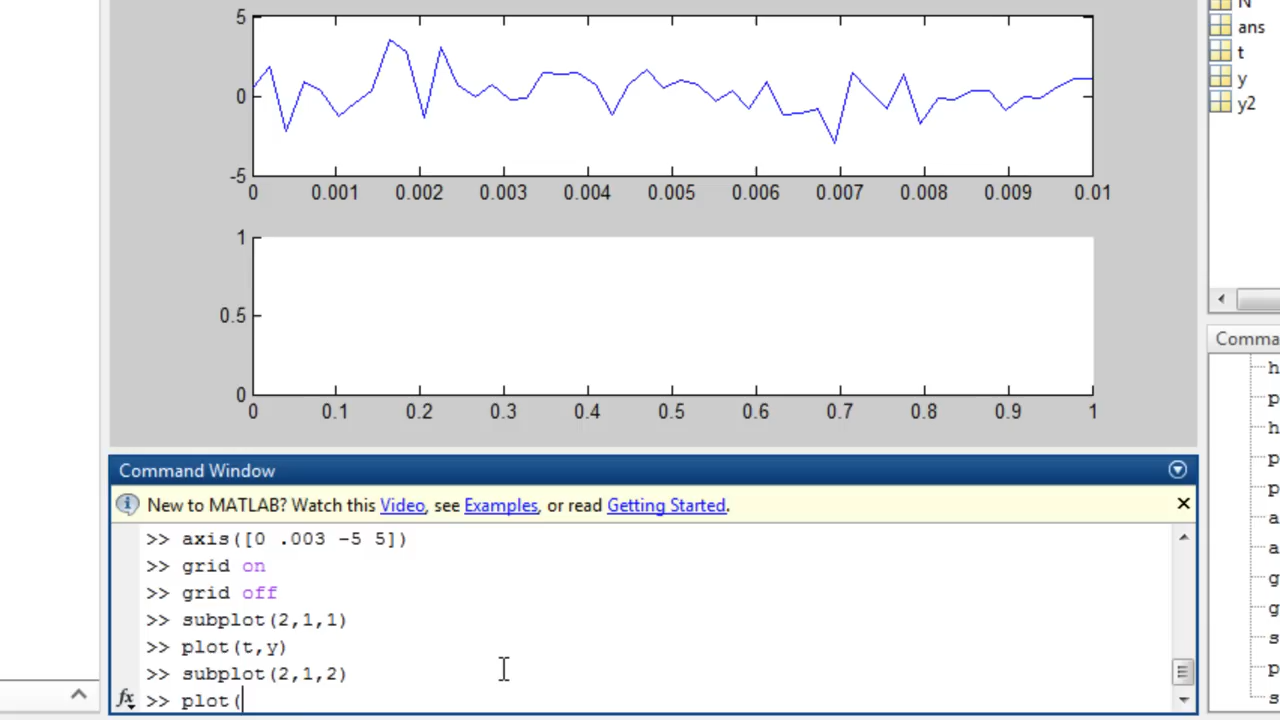 5
0
-5
0 0.001 0.002 0.003 0.004 0.005 0.006 0.007 0.008 0.009 0.01
1
0.5
0
0 0.1 0.2 0.3 0.4 0.5 0.6 0.7 0.8 0.9 1
N
ans
t
y
y2
Comma
h
p
h
p
p
a
a
g
g
s
p
s
Command Window
New to MATLAB? Watch this Video, see Examples, or read Getting Started.
>> axis([0 .003 -5 5])
>> grid on
>> grid off
>> subplot(2,1,1)
>> plot(t,y)
>> subplot(2,1,2)
fx >> plot(